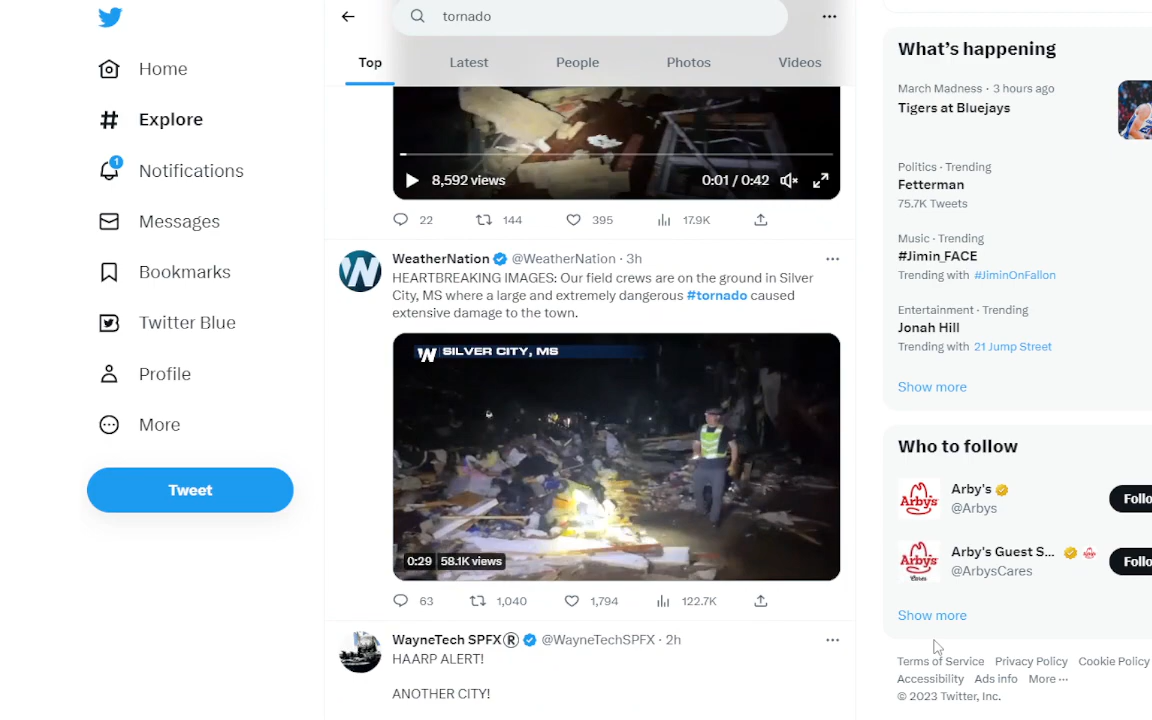 Home
Explore
1
Notifications
Messages
Bookmarks
Twitter Blue
Profile
More
Tweet
tornado
Top
Latest
People
Photos
Videos
8,592 views
0:01 / 0:42
22
144
395
17.9K
WeatherNation @WeatherNation · 3h
HEARTBREAKING IMAGES: Our field crews are on the ground in Silver
City, MS where a large and extremely dangerous #tornado caused
extensive damage to the town.
W SILVER CITY, MS
0:29 58.1K views
63
1,040
1,794
122.7K
WayneTech SPFX® @WayneTechSPFX · 2h
HAARP ALERT!
ANOTHER CITY!
What's happening
March Madness · 3 hours ago
Tigers at Bluejays
Politics · Trending
Fetterman
75.7K Tweets
Music · Trending
#Jimin_FACE
Trending with #JiminOnFallon
Entertainment · Trending
Jonah Hill
Trending with 21 Jump Street
Show more
Who to follow
Arby's
@Arbys
Follo
Arby's Guest S...
@ArbysCares
Follo
Show more
Terms of Service Privacy Policy Cookie Policy
Accessibility Ads info More ···
© 2023 Twitter, Inc.